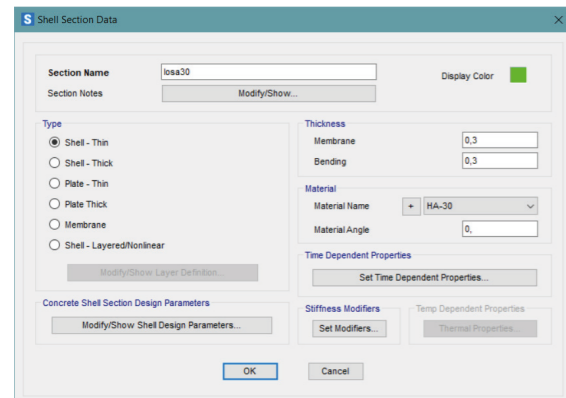 S Shell Section Data
Section Name losa30 Display Color
Section Notes Modify/Show...
Type
Shell - Thin
Shell - Thick
Plate - Thin
Plate Thick
Membrane
Shell - Layered/Nonlinear
Modify/Show Layer Definition...
Thickness
Membrane 0,3
Bending 0,3
Material
Material Name + HA-30
Material Angle 0,
Time Dependent Properties
Set Time Dependent Properties...
Concrete Shell Section Design Parameters
Modify/Show Shell Design Parameters...
Stiffness Modifiers
Set Modifiers...
Temp Dependent Properties
Thermal Properties...
OK Cancel